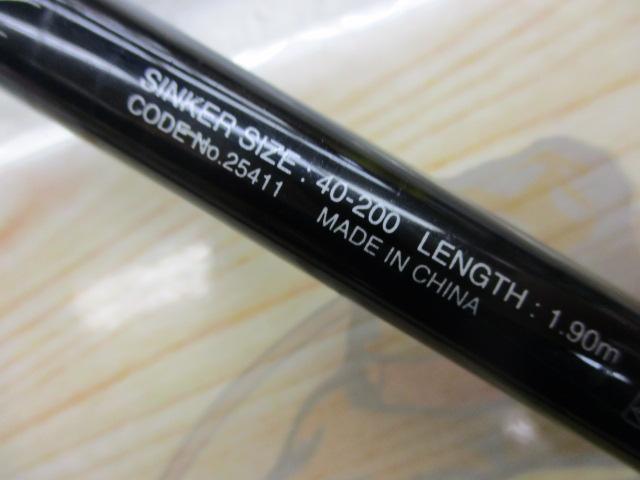 SINKER SIZE : 40-200 LENGTH : 1.90m
CODE No.25411 MADE IN CHINA